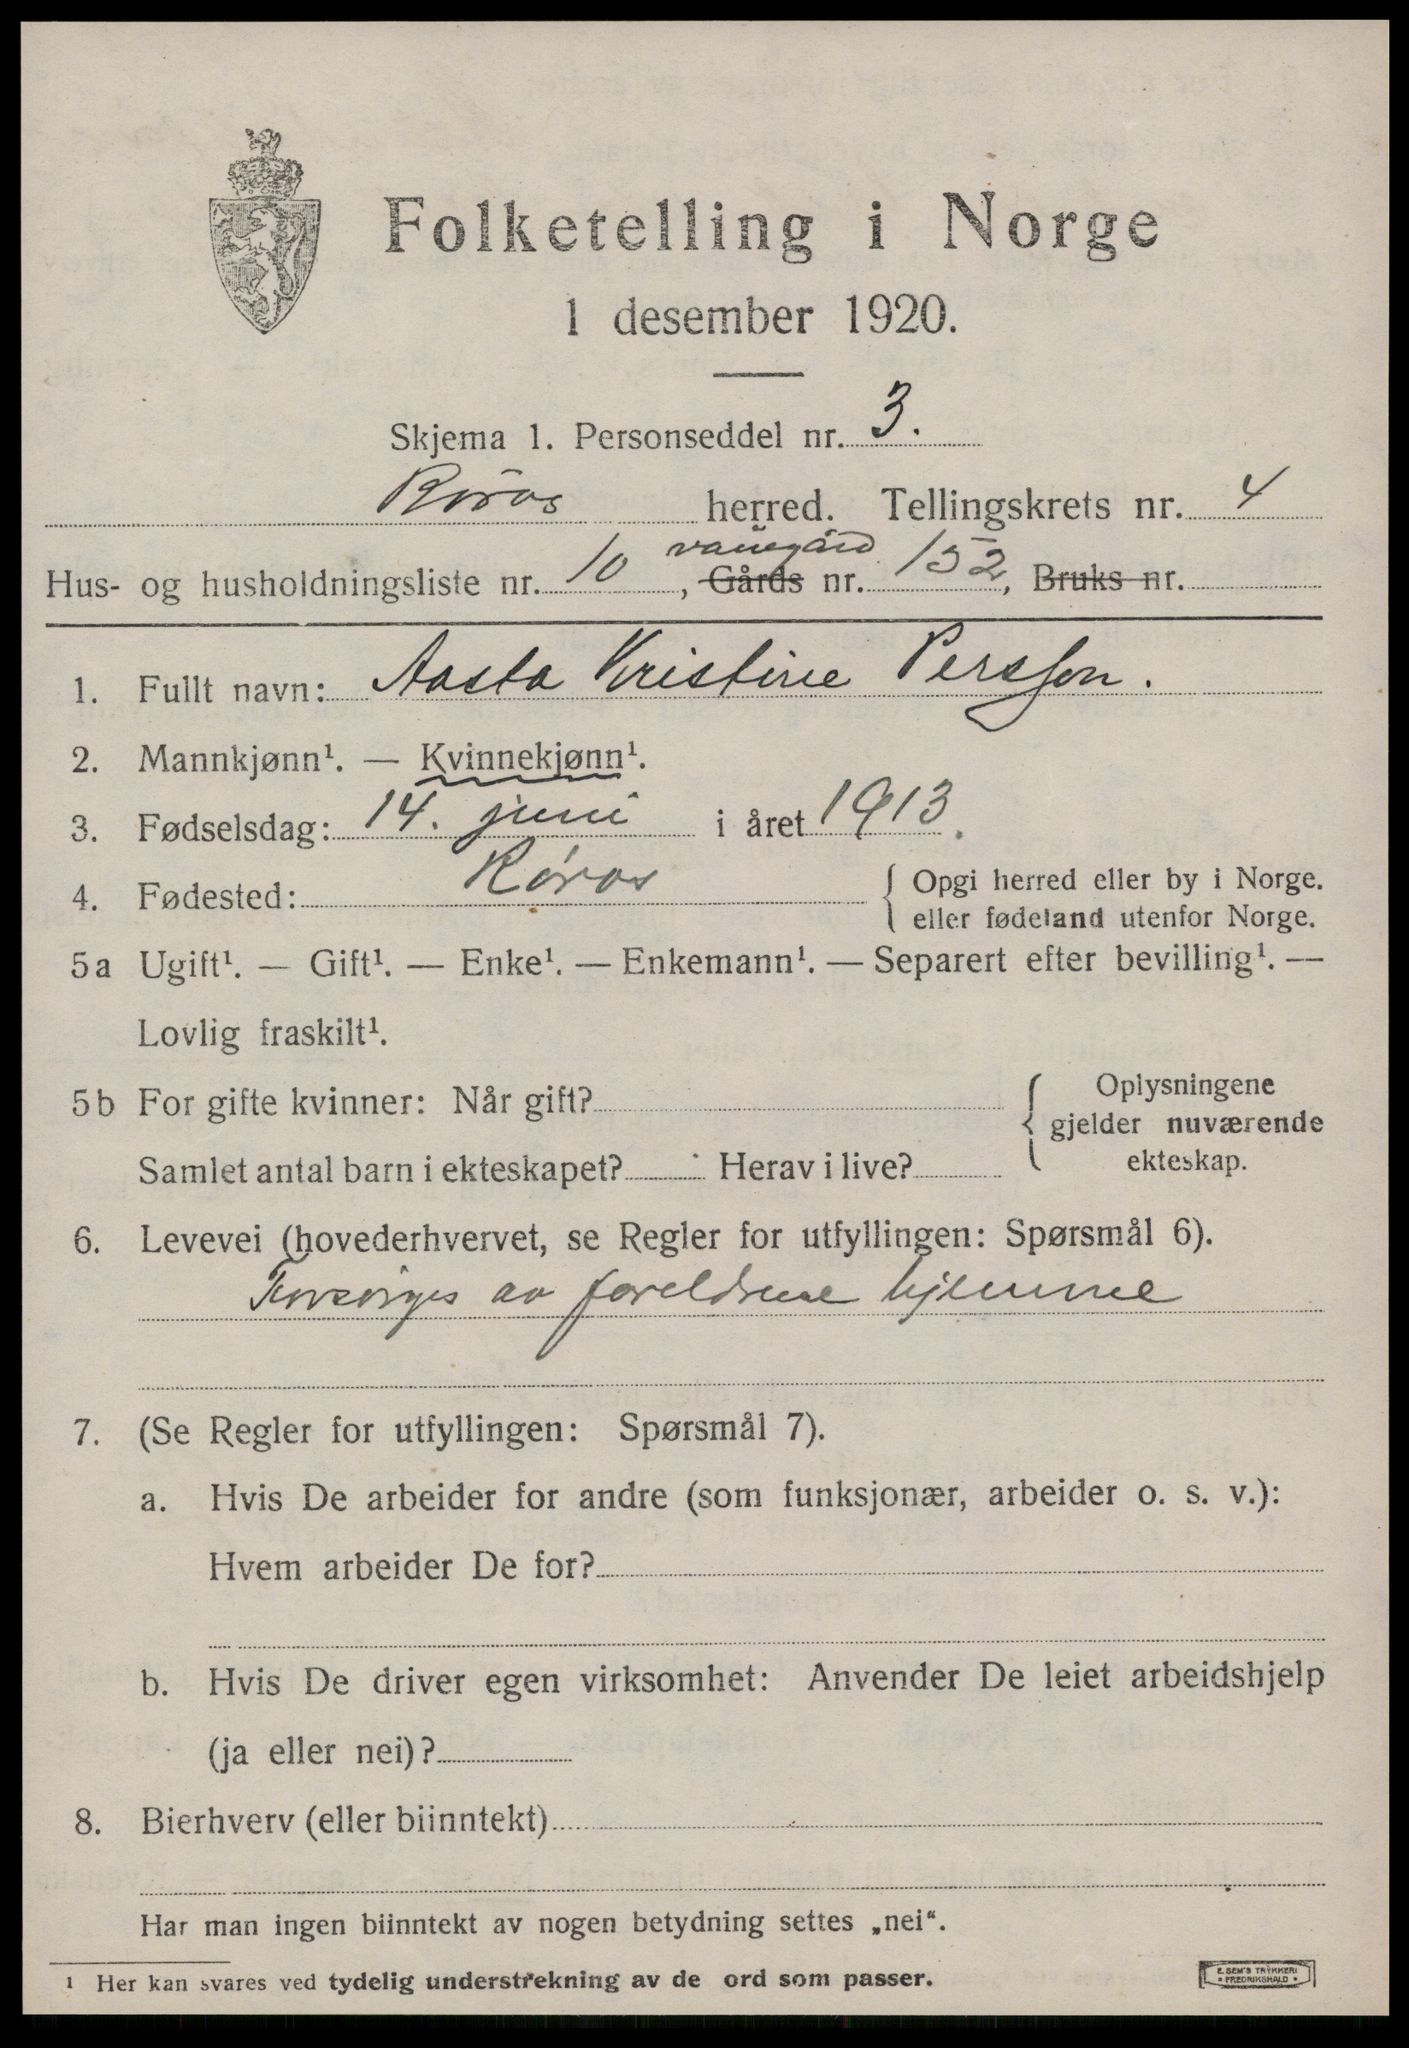 Folketelling i Norge
1 desember 1920.
Skjema 1. Personseddel nr. 3.
Røros herred. Tellingskrets nr. 4
Hus- og husholdningsliste nr. 10, Gårds nr. 152, Bruks nr.
1. Fullt navn: Aasta Kristine Persson.
2. Mannkjønn¹. — Kvinnekjønn¹.
3. Fødselsdag: 14. juni i året 1913.
4. Fødested: Røros
Opgi herred eller by i Norge.
eller fødeland utenfor Norge.
5a Ugift¹. — Gift¹. — Enke¹. — Enkemann¹. — Separert efter bevilling¹. —
Lovlig fraskilt¹.
5b For gifte kvinner: Når gift?
Oplysningene
gjelder nuværende
ekteskap.
Samlet antal barn i ekteskapet? Herav i live?
6. Levevei (hovederhvervet, se Regler for utfyllingen: Spørsmål 6).
Forsørges av foreldrene hjemme
7. (Se Regler for utfyllingen: Spørsmål 7).
a. Hvis De arbeider for andre (som funksjonær, arbeider o. s. v.):
Hvem arbeider De for?
b. Hvis De driver egen virksomhet: Anvender De leiet arbeidshjelp
(ja eller nei)?
8. Bierhverv (eller biinntekt)
Har man ingen biinntekt av nogen betydning settes „nei“.
¹ Her kan svares ved tydelig understrekning av de ord som passer.
E. SEM'S TRYKKERI
• FREDRIKSHALD •